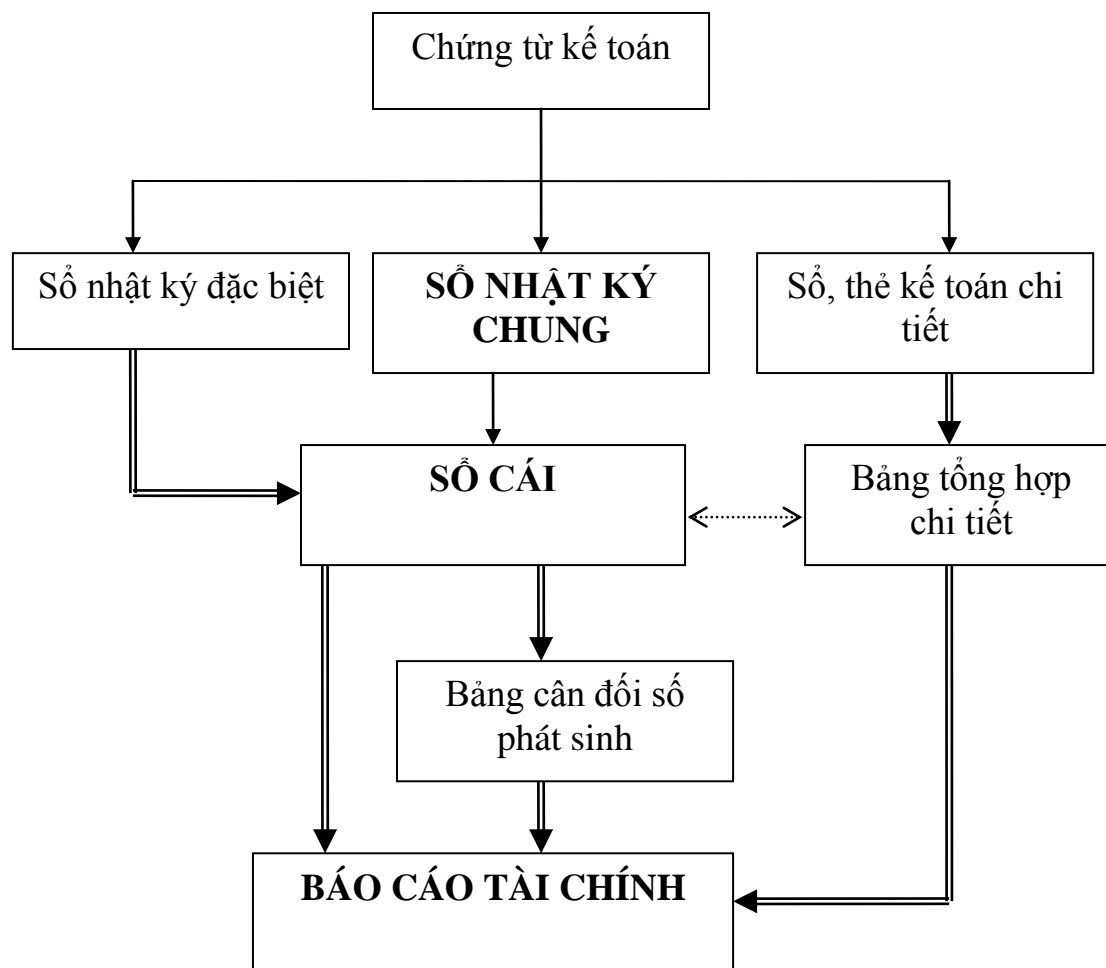 Chứng từ kế toán
Sổ nhật ký đặc biệt
SỔ NHẬT KÝ
CHUNG
Sổ, thẻ kế toán chi
tiết
SỔ CÁI
Bảng tổng hợp
chi tiết
Bảng cân đối số
phát sinh
BÁO CÁO TÀI CHÍNH